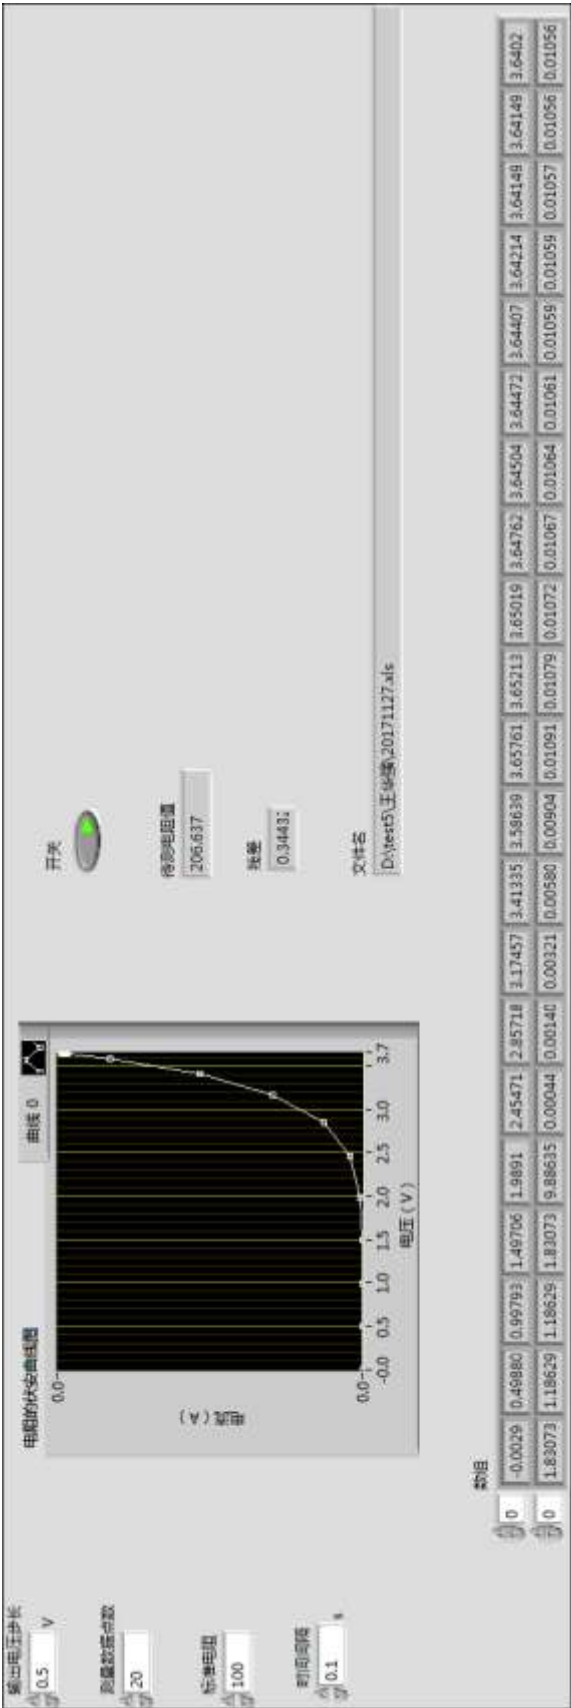 输出电压步长
0.5 V
测量数据点数
20
标准电阻
100
时间间隔
0.1 s
电阻的伏安曲线图
曲线 0
电流（A）
0.0-
0.0-
-0.0 0.5 1.0 1.5 2.0 2.5 3.0 3.7
电压（V）
开关
待测电阻值
206.637
残差
0.34432
文件名
D:\test5\王华强\20171127.xls
数组
0 -0.0029 0.49880 0.99793 1.49706 1.9891 2.45471 2.85718 3.17457 3.41335 3.58639 3.65761 3.65213 3.65019 3.64762 3.64504 3.64472 3.64407 3.64214 3.64149 3.64149 3.6402
0 1.83073 1.18629 1.18629 1.83073 9.88635 0.00044 0.00140 0.00321 0.00580 0.00904 0.01091 0.01079 0.01072 0.01067 0.01064 0.01061 0.01059 0.01059 0.01057 0.01056 0.01056